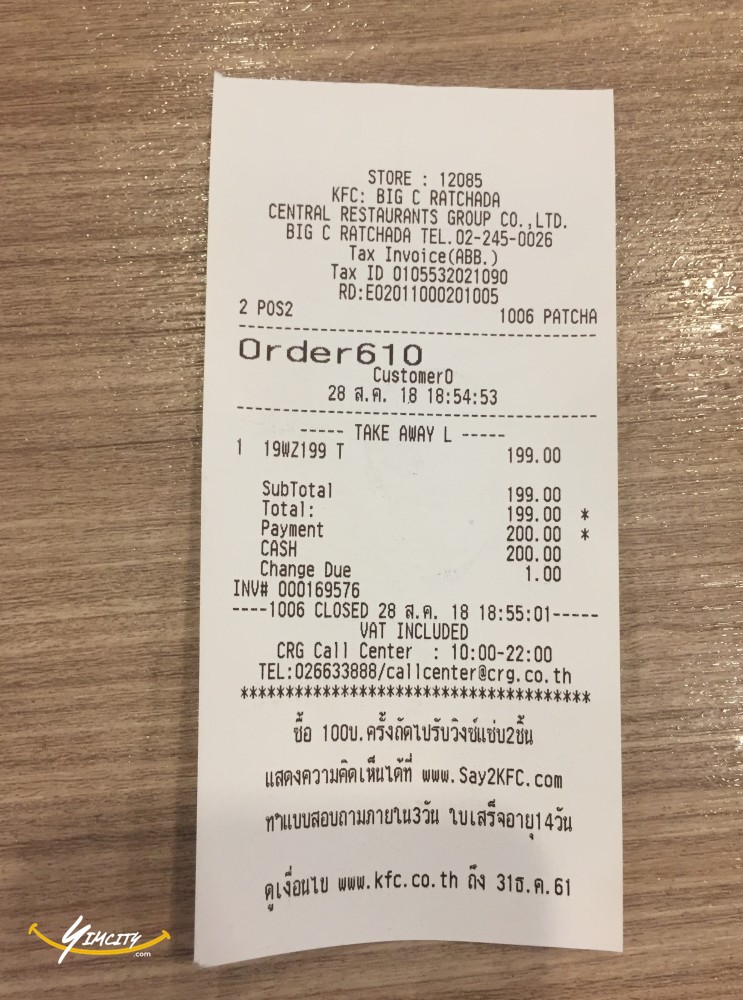 STORE : 12085
KFC: BIG C RATCHADA
CENTRAL RESTAURANTS GROUP CO.,LTD.
BIG C RATCHADA TEL.02-245-0026
Tax Invoice(ABB.)
Tax ID 0105532021090
RD:E02011000201005
2 POS2 1006 PATCHA
Order610
Customer0
28 ส.ค. 18 18:54:53
----- TAKE AWAY L -----
1 19WZ199 T 199.00
SubTotal 199.00
Total: 199.00 *
Payment 200.00 *
CASH 200.00
Change Due 1.00
INV# 000169576
----1006 CLOSED 28 ส.ค. 18 18:55:01-----
VAT INCLUDED
CRG Call Center : 10:00-22:00
TEL:026633888/callcenter@crg.co.th
***************************************
ซื้อ 100บ.ครั้งถัดไปรับวิงซ์แซ่บ2ชิ้น
แสดงความคิดเห็นได้ที่ www.Say2KFC.com
ทำแบบสอบถามภายใน3วัน ใบเสร็จอายุ14วัน
ดูเงื่อนไข www.kfc.co.th ถึง 31ธ.ค.61
YIMCITY.com